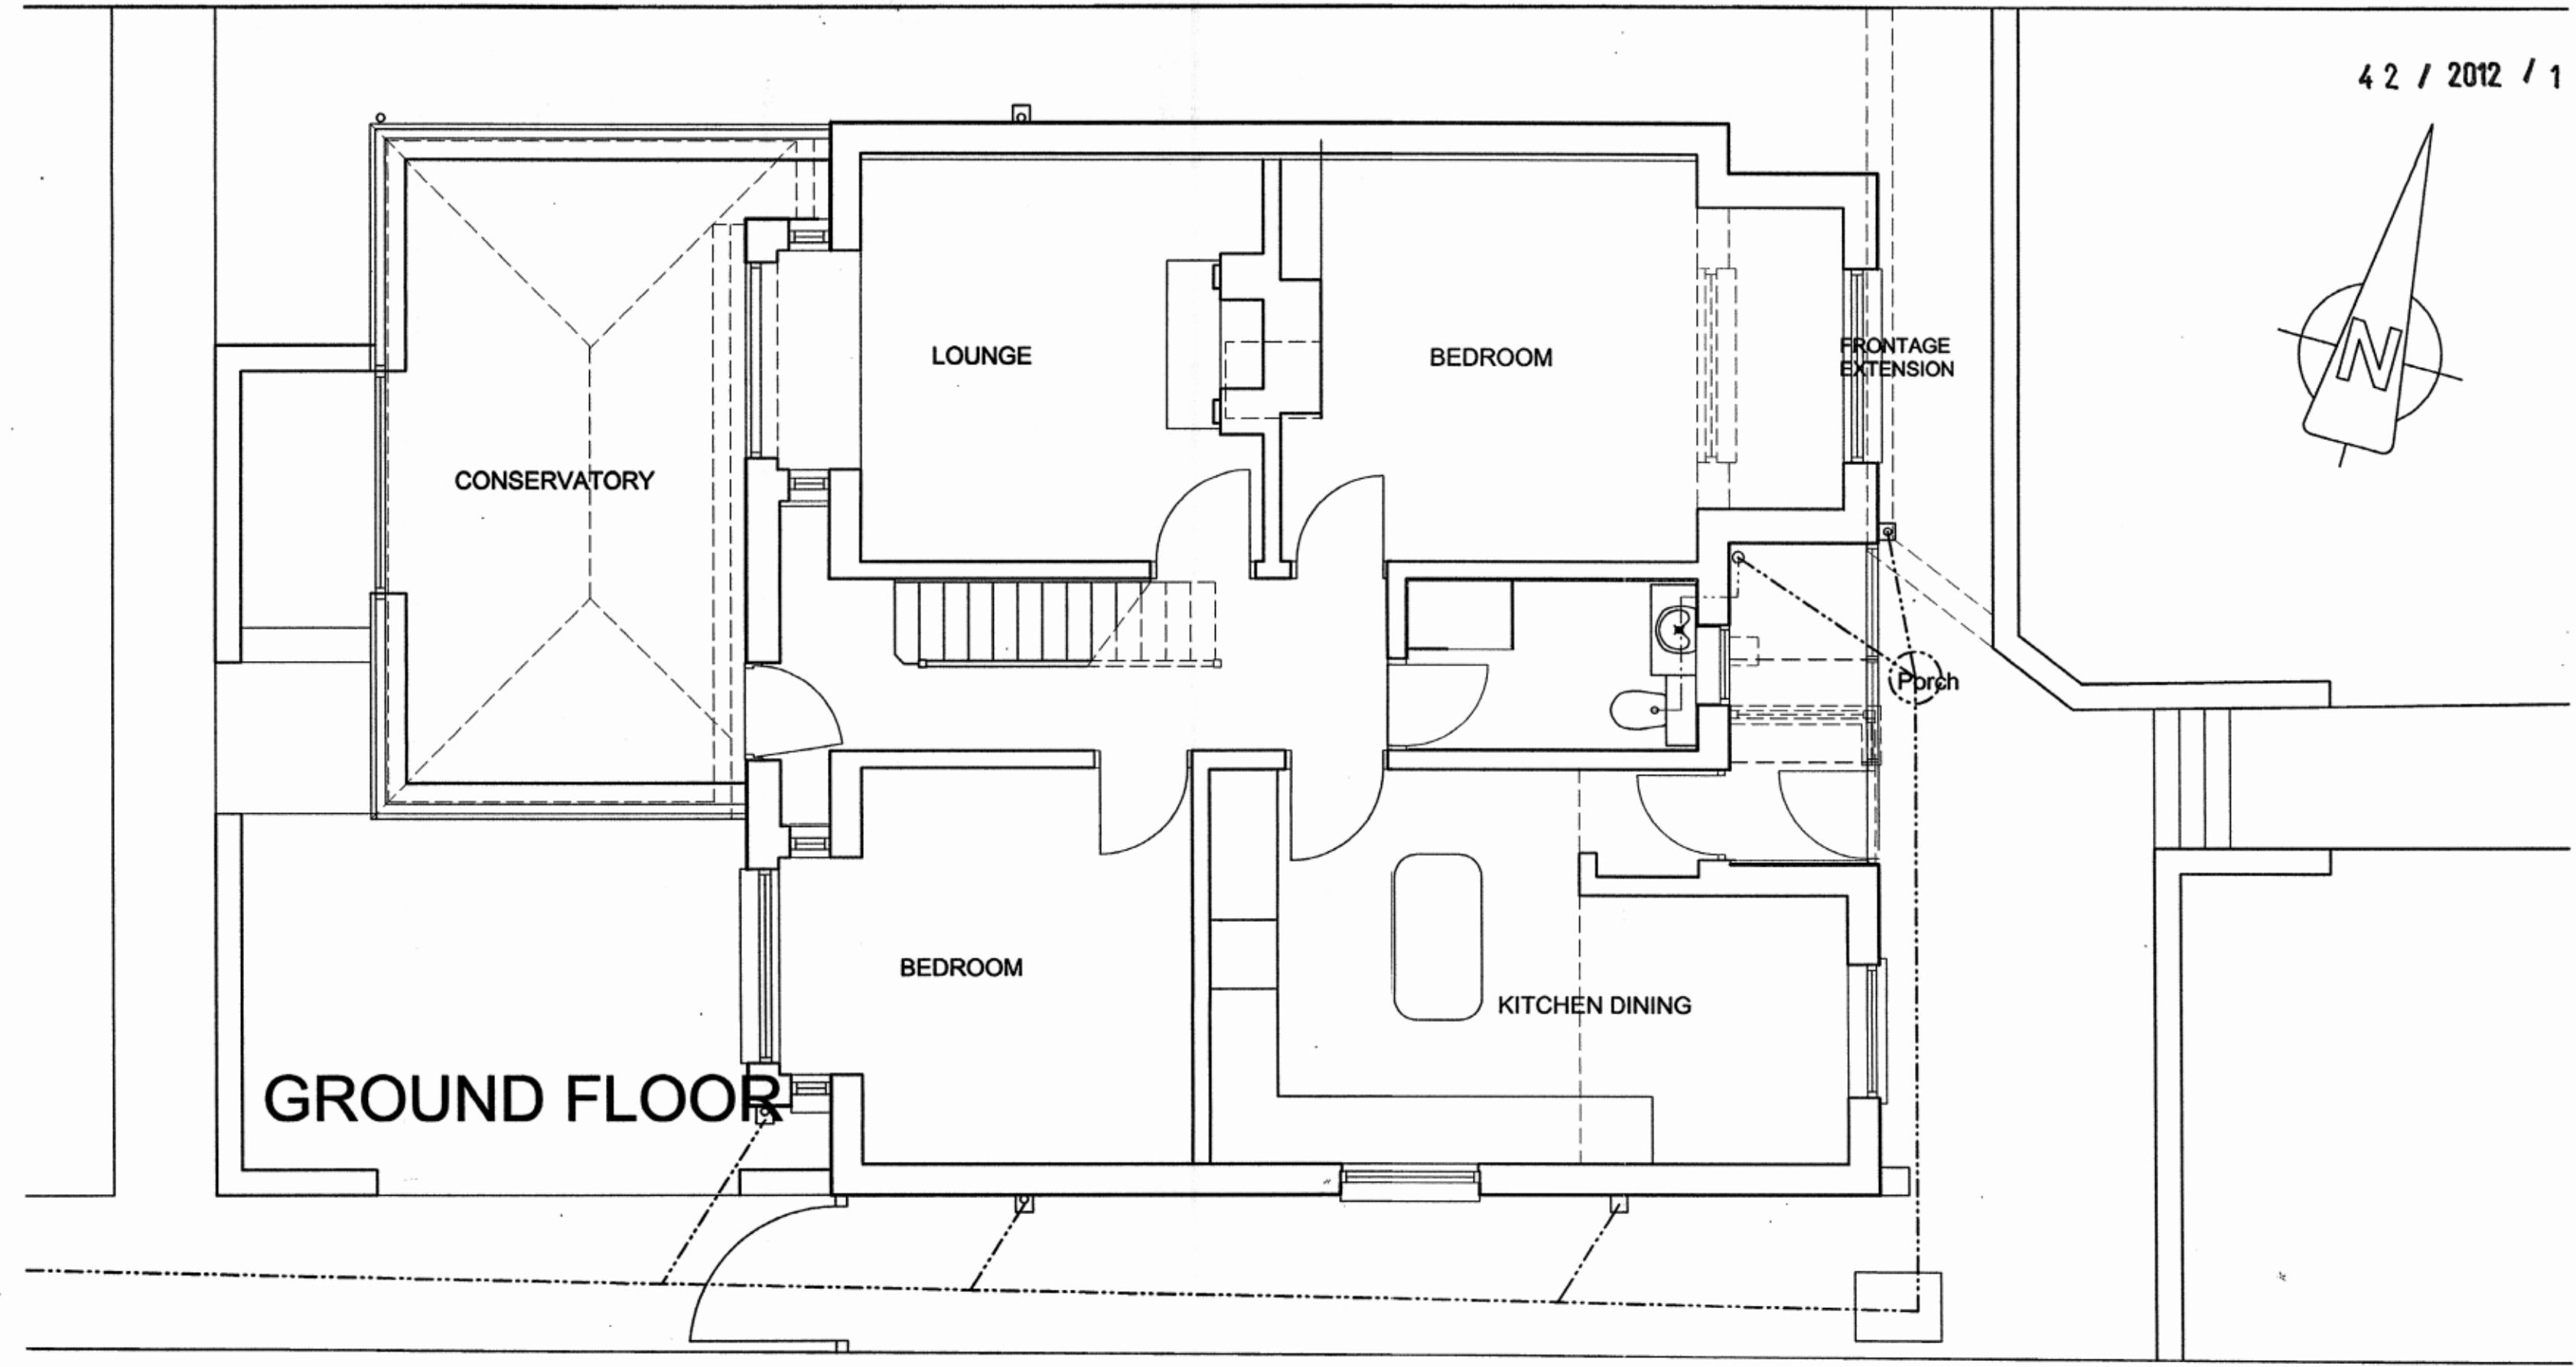 42 / 2012 / 1
N
LOUNGE
BEDROOM
FRONTAGE
EXTENSION
CONSERVATORY
Porch
BEDROOM
KITCHEN DINING
GROUND FLOOR